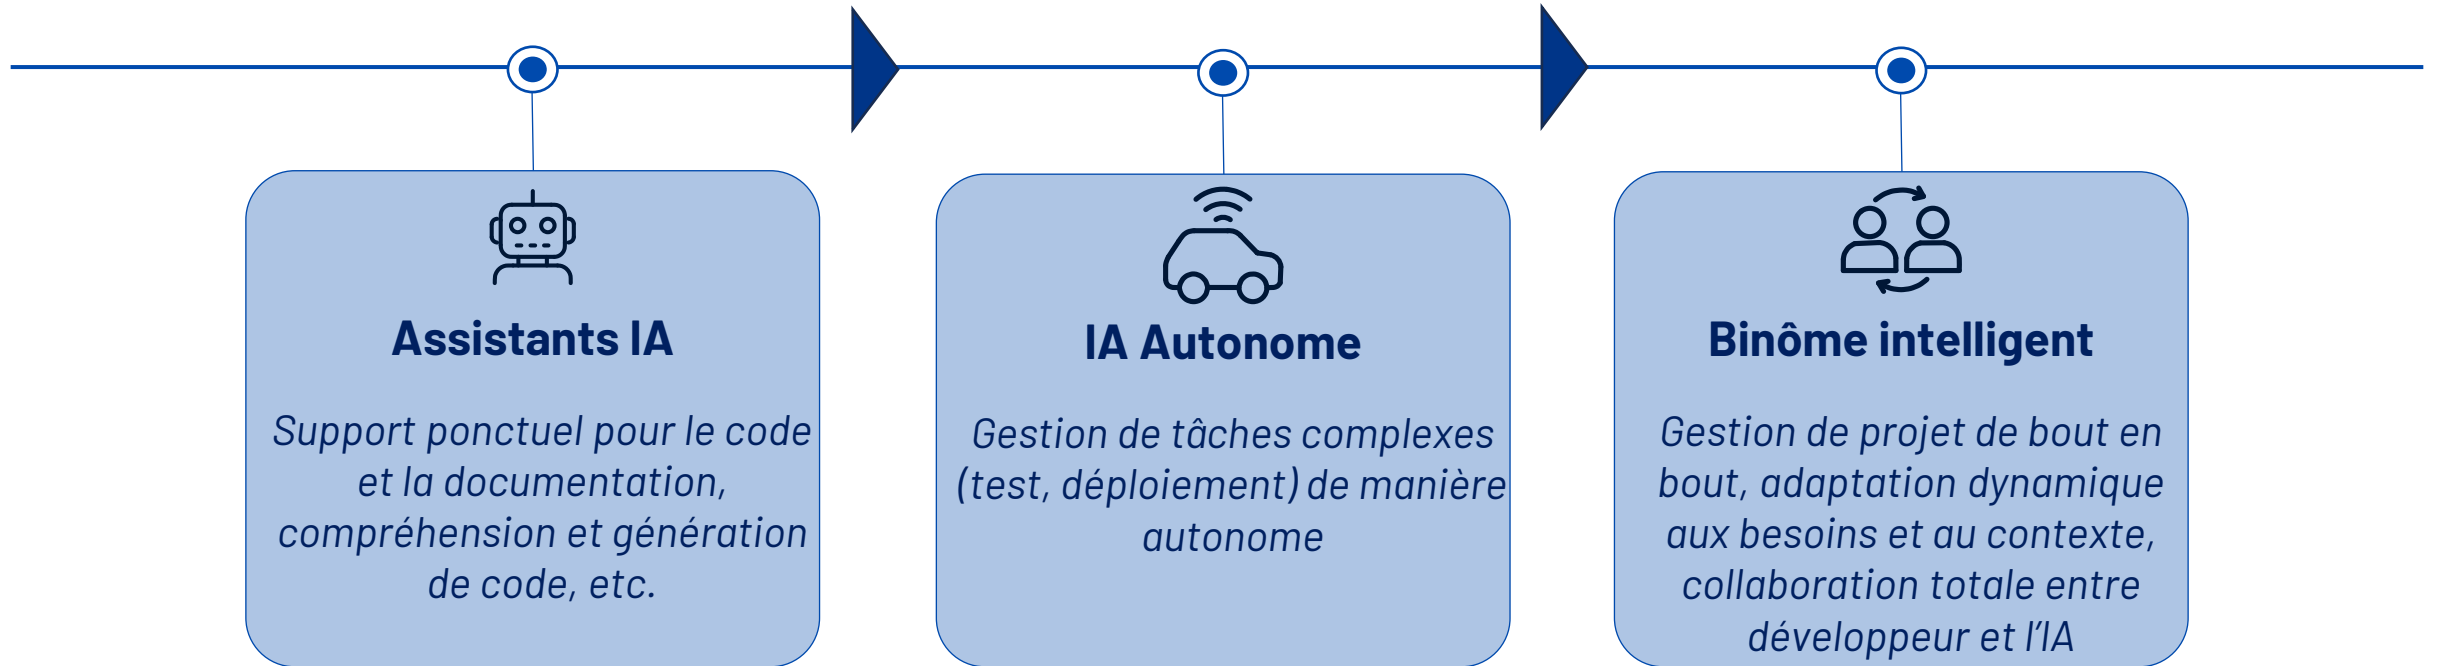 Assistants IA
Support ponctuel pour le code
et la documentation,
compréhension et génération
de code, etc.
IA Autonome
Gestion de tâches complexes
(test, déploiement) de manière
autonome
Binôme intelligent
Gestion de projet de bout en
bout, adaptation dynamique
aux besoins et au contexte,
collaboration totale entre
développeur et l’IA